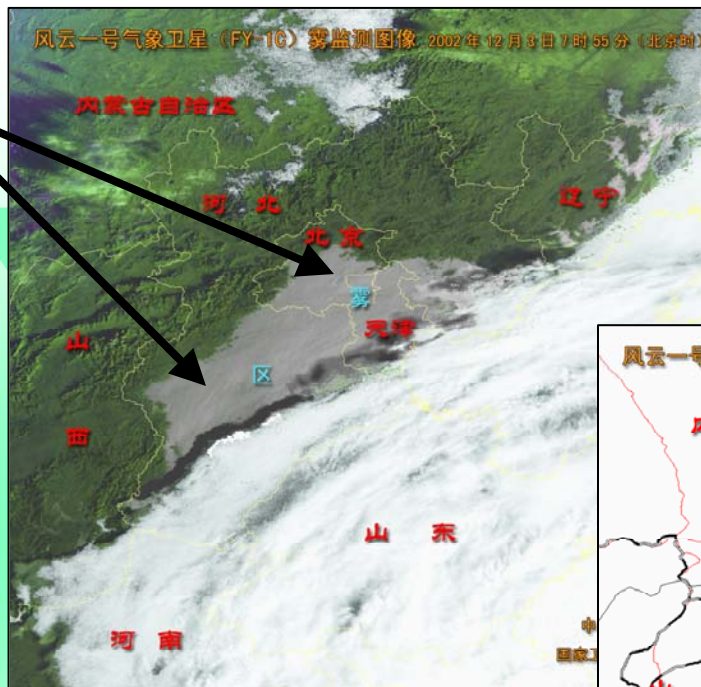 风云一号气象卫星（FY-1C）雾监测图像 2002年12月3日7时55分（北京时）
内蒙古自治区
河 北
辽 宁
北 京
雾
天津
山
区
西
山 东
河 南
中
国家卫
风云一号
内
山